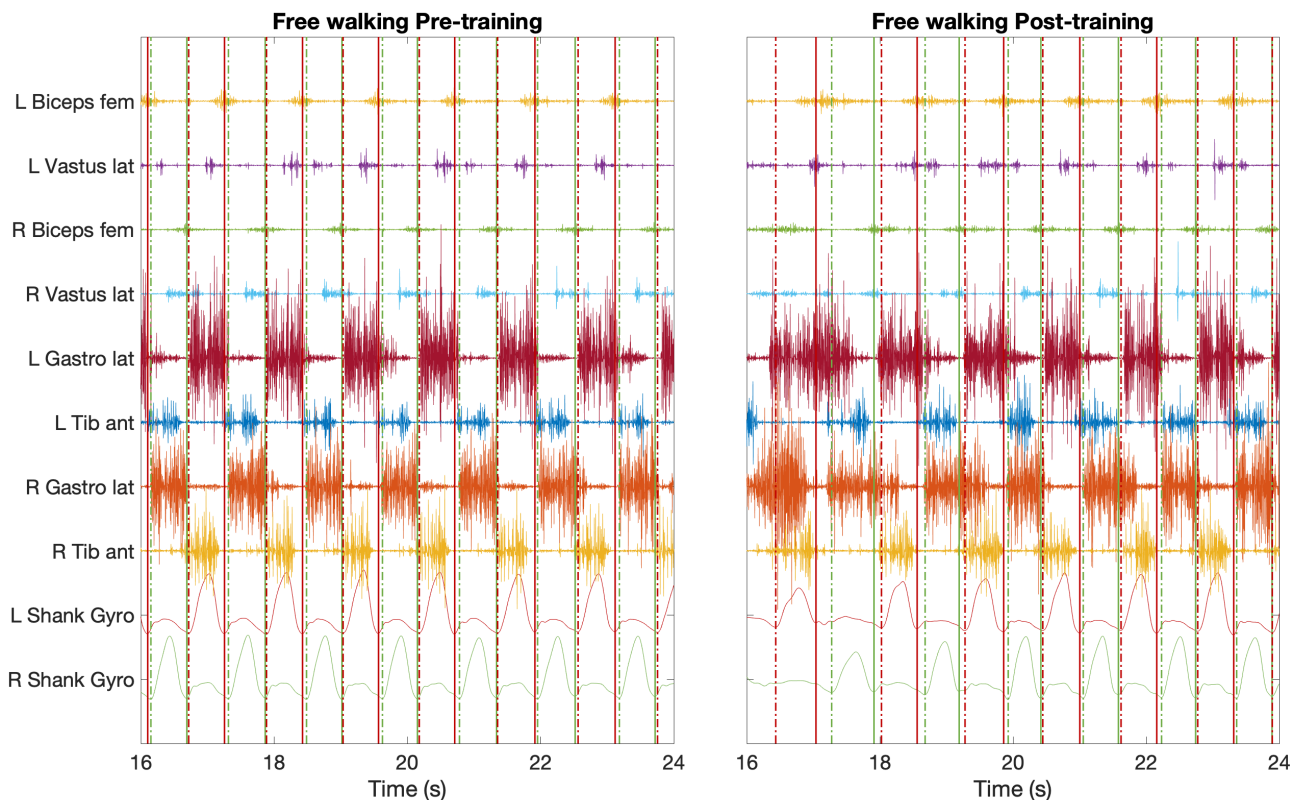 Free walking Pre-training
Free walking Post-training
L Biceps fem
L Vastus lat
R Biceps fem
R Vastus lat
L Gastro lat
L Tib ant
R Gastro lat
R Tib ant
L Shank Gyro
R Shank Gyro
16 18 20 22 24
16 18 20 22 24
Time (s)
Time (s)